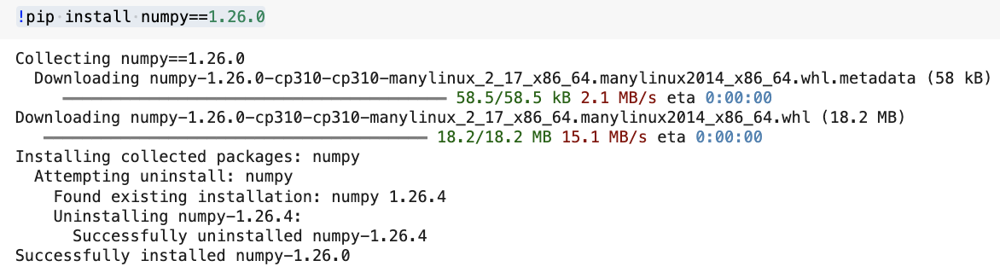 !pip install numpy==1.26.0
Collecting numpy==1.26.0
Downloading numpy-1.26.0-cp310-cp310-manylinux_2_17_x86_64.manylinux2014_x86_64.whl.metadata (58 kB)
58.5/58.5 kB 2.1 MB/s eta 0:00:00
Downloading numpy-1.26.0-cp310-cp310-manylinux_2_17_x86_64.manylinux2014_x86_64.whl (18.2 MB)
18.2/18.2 MB 15.1 MB/s eta 0:00:00
Installing collected packages: numpy
Attempting uninstall: numpy
Found existing installation: numpy 1.26.4
Uninstalling numpy-1.26.4:
Successfully uninstalled numpy-1.26.4
Successfully installed numpy-1.26.0